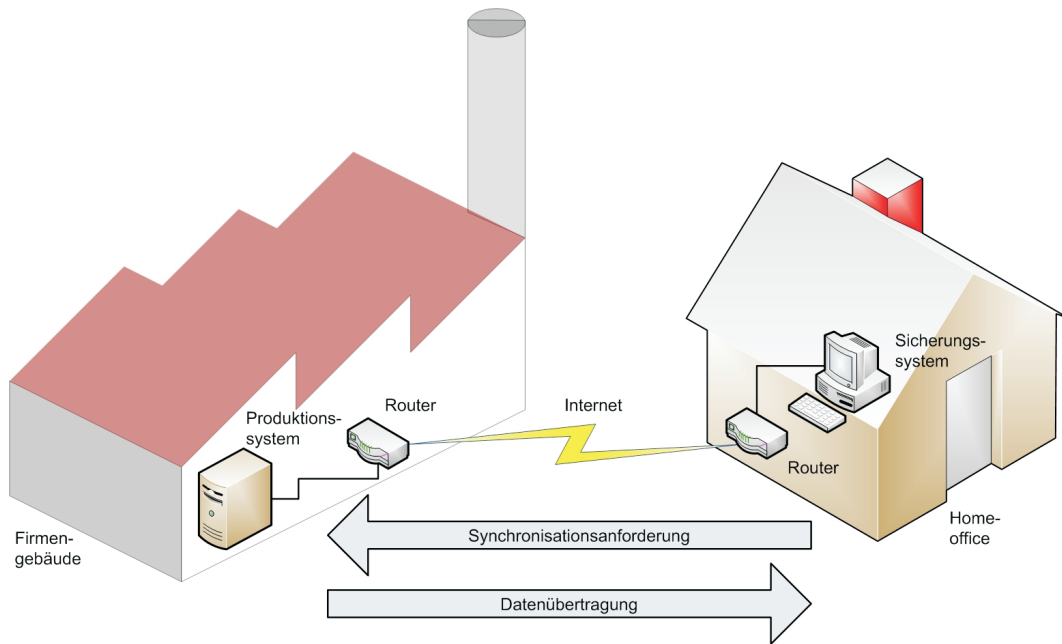 Sicherungs-
system
Router
Internet
Produktions-
system
Router
Firmen-
gebäude
Home-
office
Synchronisationsanforderung
Datenübertragung